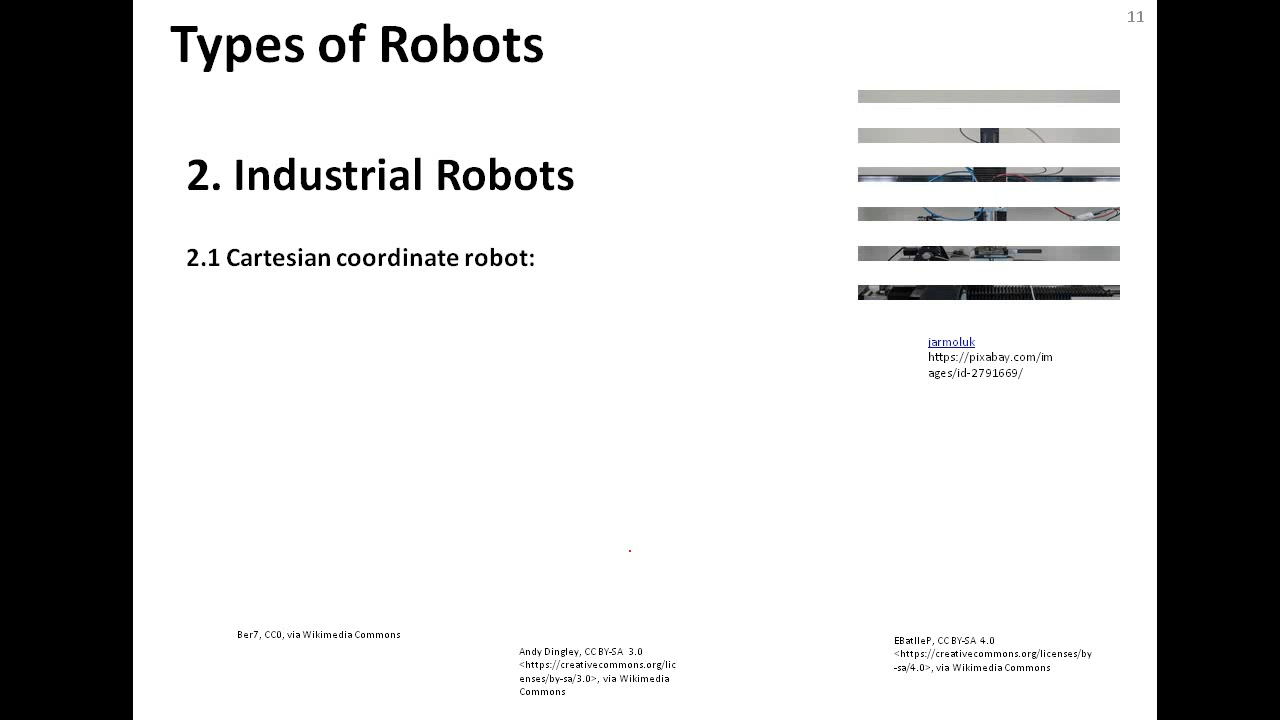 11
Types of Robots
2. Industrial Robots
2.1 Cartesian coordinate robot:
jarmoluk
https://pixabay.com/im
ages/id-2791669/
Ber7, CC0, via Wikimedia Commons
Andy Dingley, CC BY-SA 3.0
<https://creativecommons.org/lic
enses/by-sa/3.0>, via Wikimedia
Commons
EBatlleP, CC BY-SA 4.0
<https://creativecommons.org/licenses/by
-sa/4.0>, via Wikimedia Commons